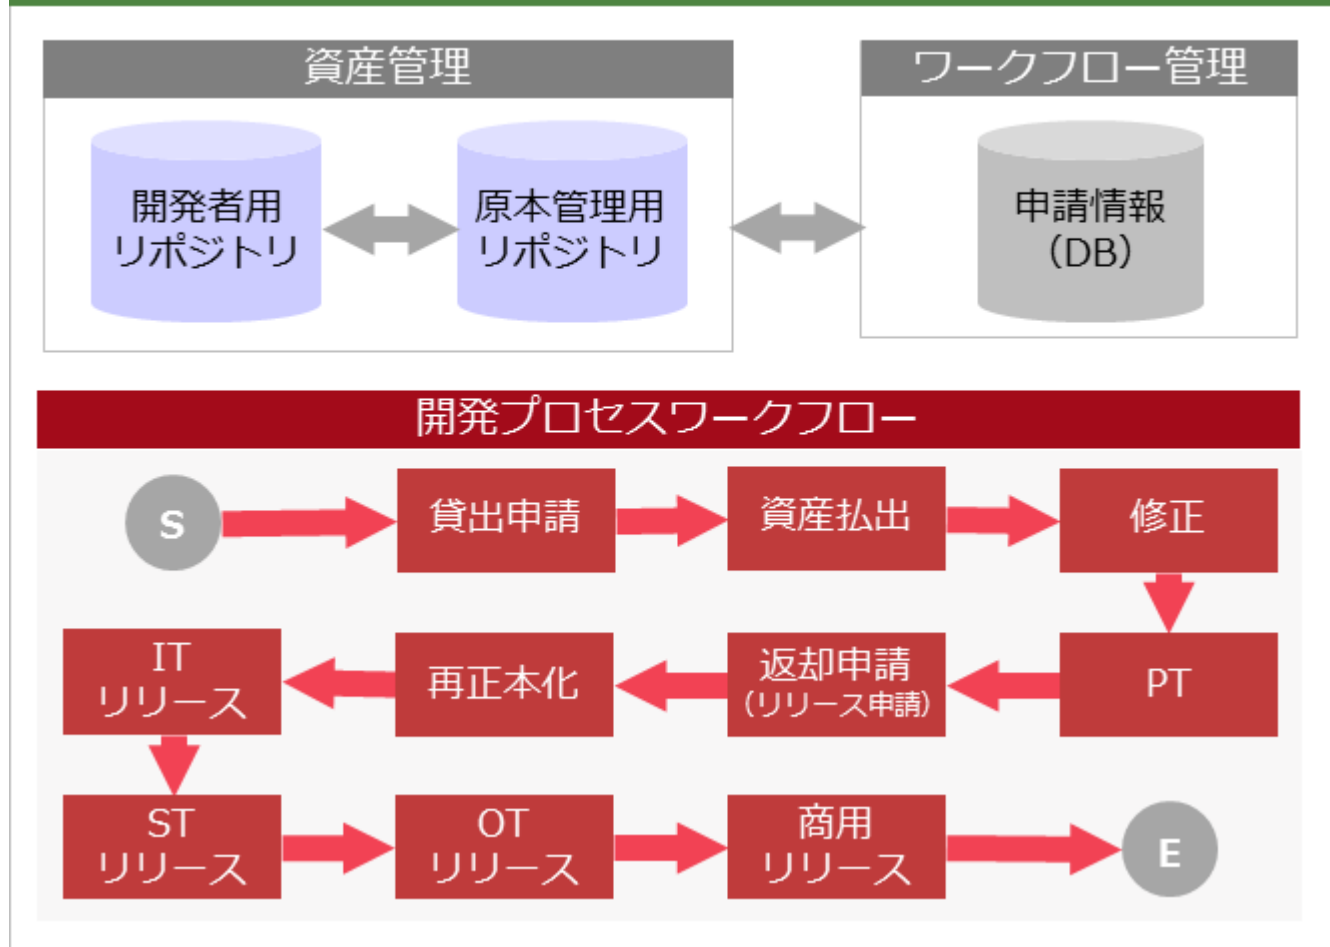 資産管理
ワークフロー管理
開発者用
リポジトリ
原本管理用
リポジトリ
申請情報
（DB）
開発プロセスワークフロー
S
貸出申請
資産払出
修正
IT
リリース
再正本化
返却申請
（リリース申請）
PT
ST
リリース
OT
リリース
商用
リリース
E